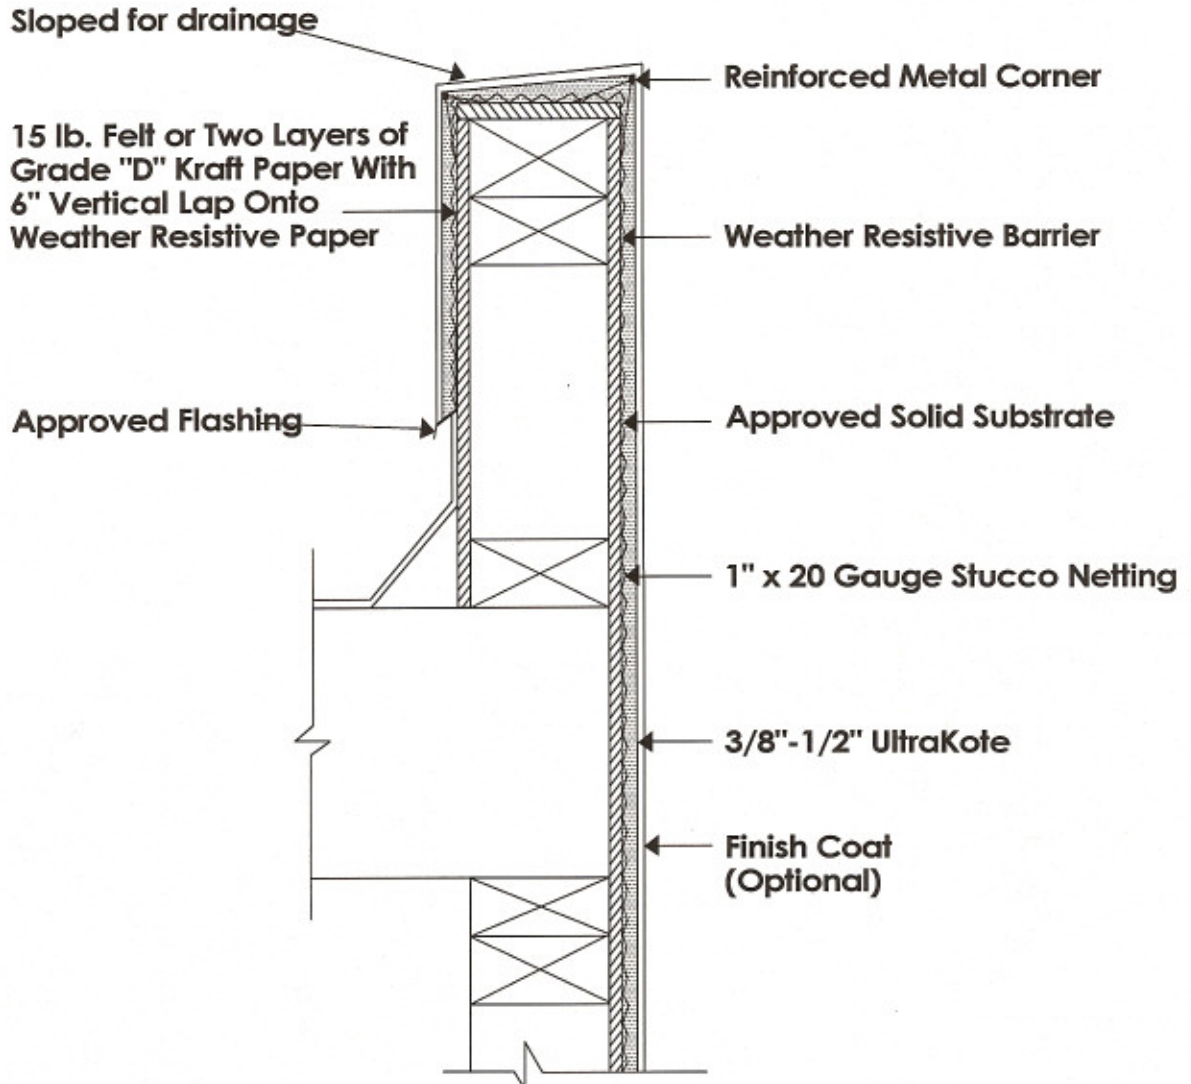 Sloped for drainage
Reinforced Metal Corner
15 lb. Felt or Two Layers of
Grade "D" Kraft Paper With
6" Vertical Lap Onto
Weather Resistive Paper
Weather Resistive Barrier
Approved Flashing
Approved Solid Substrate
1" x 20 Gauge Stucco Netting
3/8"-1/2" UltraKote
Finish Coat
(Optional)